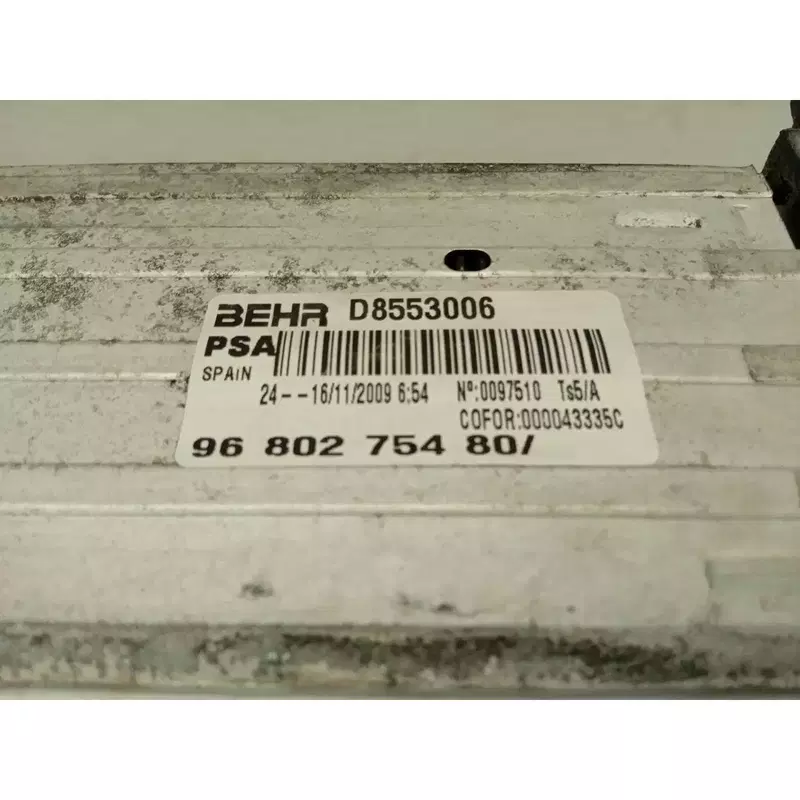 BEHR D8553006
PSA
SPAiN
24--16/11/2009 6:54 Nº:0097510 Ts5/A
COFOR:000043335C
96 802 754 80/